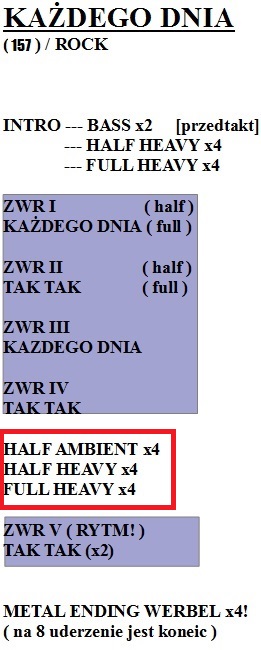 KAŻDEGO DNIA
( 157 ) / ROCK
INTRO --- BASS x2 [przedtakt]
--- HALF HEAVY x4
--- FULL HEAVY x4
ZWR I ( half )
KAŻDEGO DNIA ( full )
ZWR II ( half )
TAK TAK ( full )
ZWR III
KAZDEGO DNIA
ZWR IV
TAK TAK
HALF AMBIENT x4
HALF HEAVY x4
FULL HEAVY x4
ZWR V ( RYTM! )
TAK TAK (x2)
METAL ENDING WERBEL x4!
( na 8 uderzenie jest koneic )